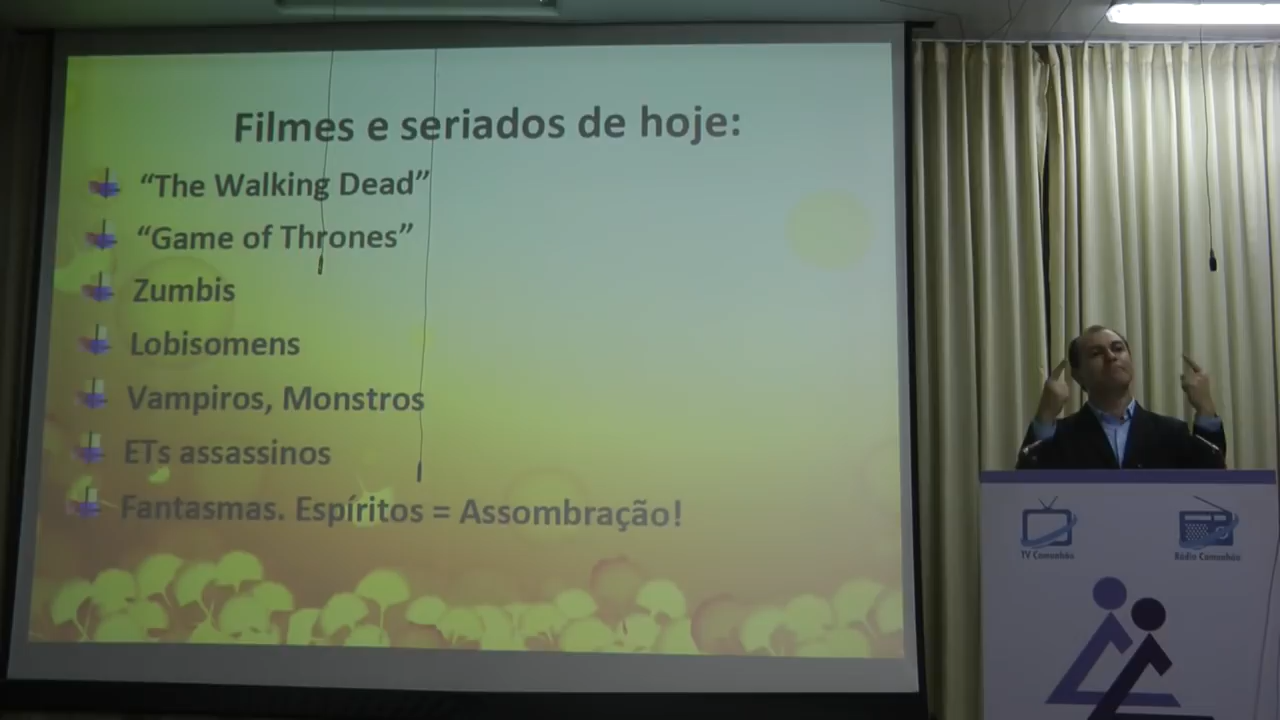 Filmes e seriados de hoje:
“The Walking Dead”
“Game of Thrones”
Zumbis
Lobisomens
Vampiros, Monstros
ETs assassinos
Fantasmas. Espíritos = Assombração!
TV Comunhão
Rádio Comunhão